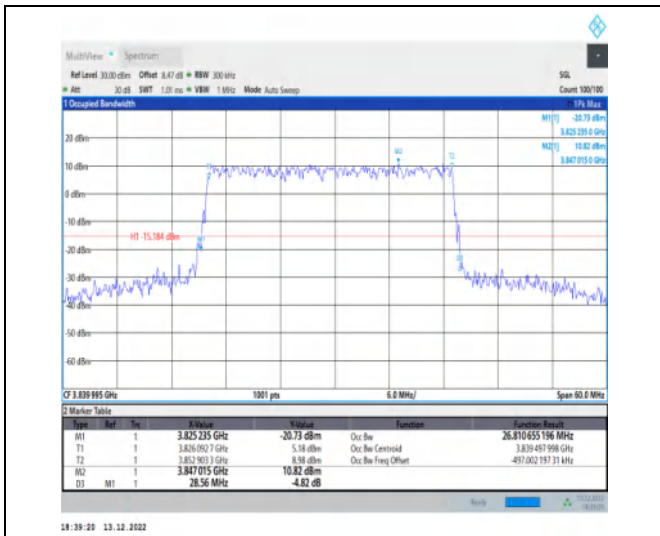 MultiView Spectrum
Ref Level 30.00 dBm Offset 8.47 dB RBW 300 kHz SGL
Att 30 dB SWT 1.01 ms VBW 1 MHz Mode Auto Sweep Count 100/100
1 Occupied Bandwidth 1Pk Max
M1[1] -20.73 dBm
3.825 235 0 GHz
M2[1] 10.82 dBm
3.847 015 0 GHz
20 dBm
M2
T1
T2
10 dBm
0 dBm
-10 dBm
H1 -15.184 dBm
M1
-20 dBm
D3
-30 dBm
-40 dBm
-50 dBm
-60 dBm
CF 3.839 995 GHz 1001 pts 6.0 MHz/ Span 60.0 MHz
2 Marker Table
Type Ref Trc X-Value Y-Value Function Function Result
M1 1 3.825 235 GHz -20.73 dBm Occ Bw 26.810 655 196 MHz
T1 1 3.826 092 7 GHz 5.18 dBm Occ Bw Centroid 3.839 497 998 GHz
T2 1 3.852 903 3 GHz 8.98 dBm Occ Bw Freq Offset -497.002 197 31 kHz
M2 1 3.847 015 GHz 10.82 dBm
D3 M1 1 28.56 MHz -4.82 dB
Ready
18:39:20 13.12.2022